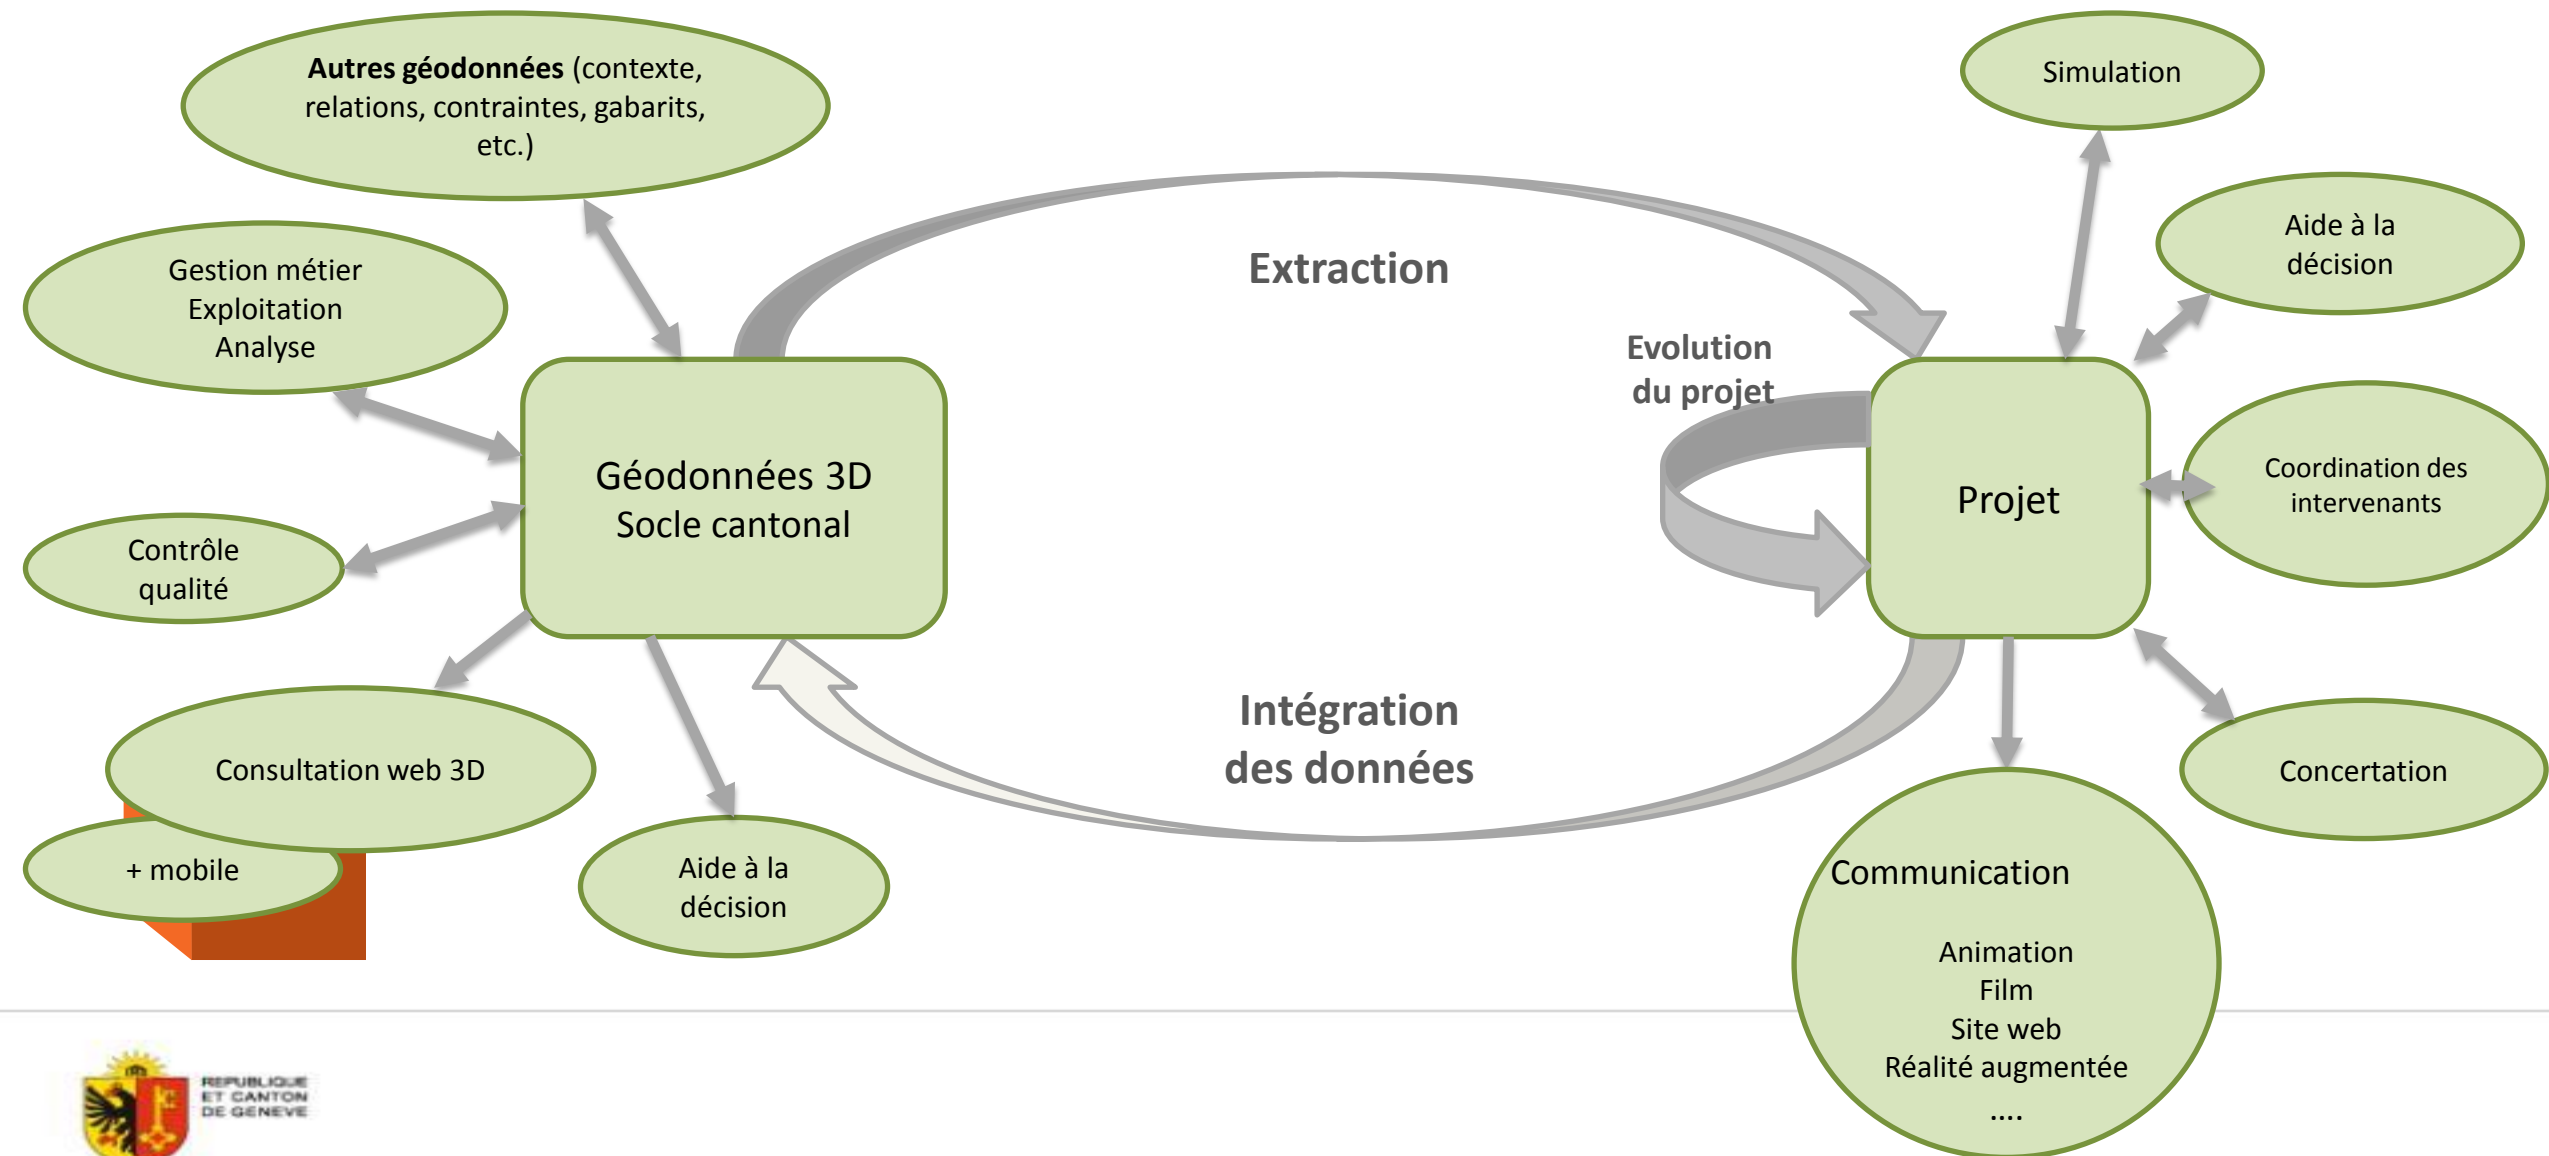 Autres géodonnées (contexte,
relations, contraintes, gabarits,
etc.)
Simulation
Aide à la
décision
Gestion métier
Exploitation
Analyse
Extraction
Evolution
du projet
Géodonnées 3D
Socle cantonal
Projet
Coordination des
intervenants
Contrôle
qualité
Intégration
des données
Consultation web 3D
Concertation
+ mobile
Aide à la
décision
Communication
Animation
Film
Site web
Réalité augmentée
....
REPUBLIQUE
ET CANTON
DE GENEVE